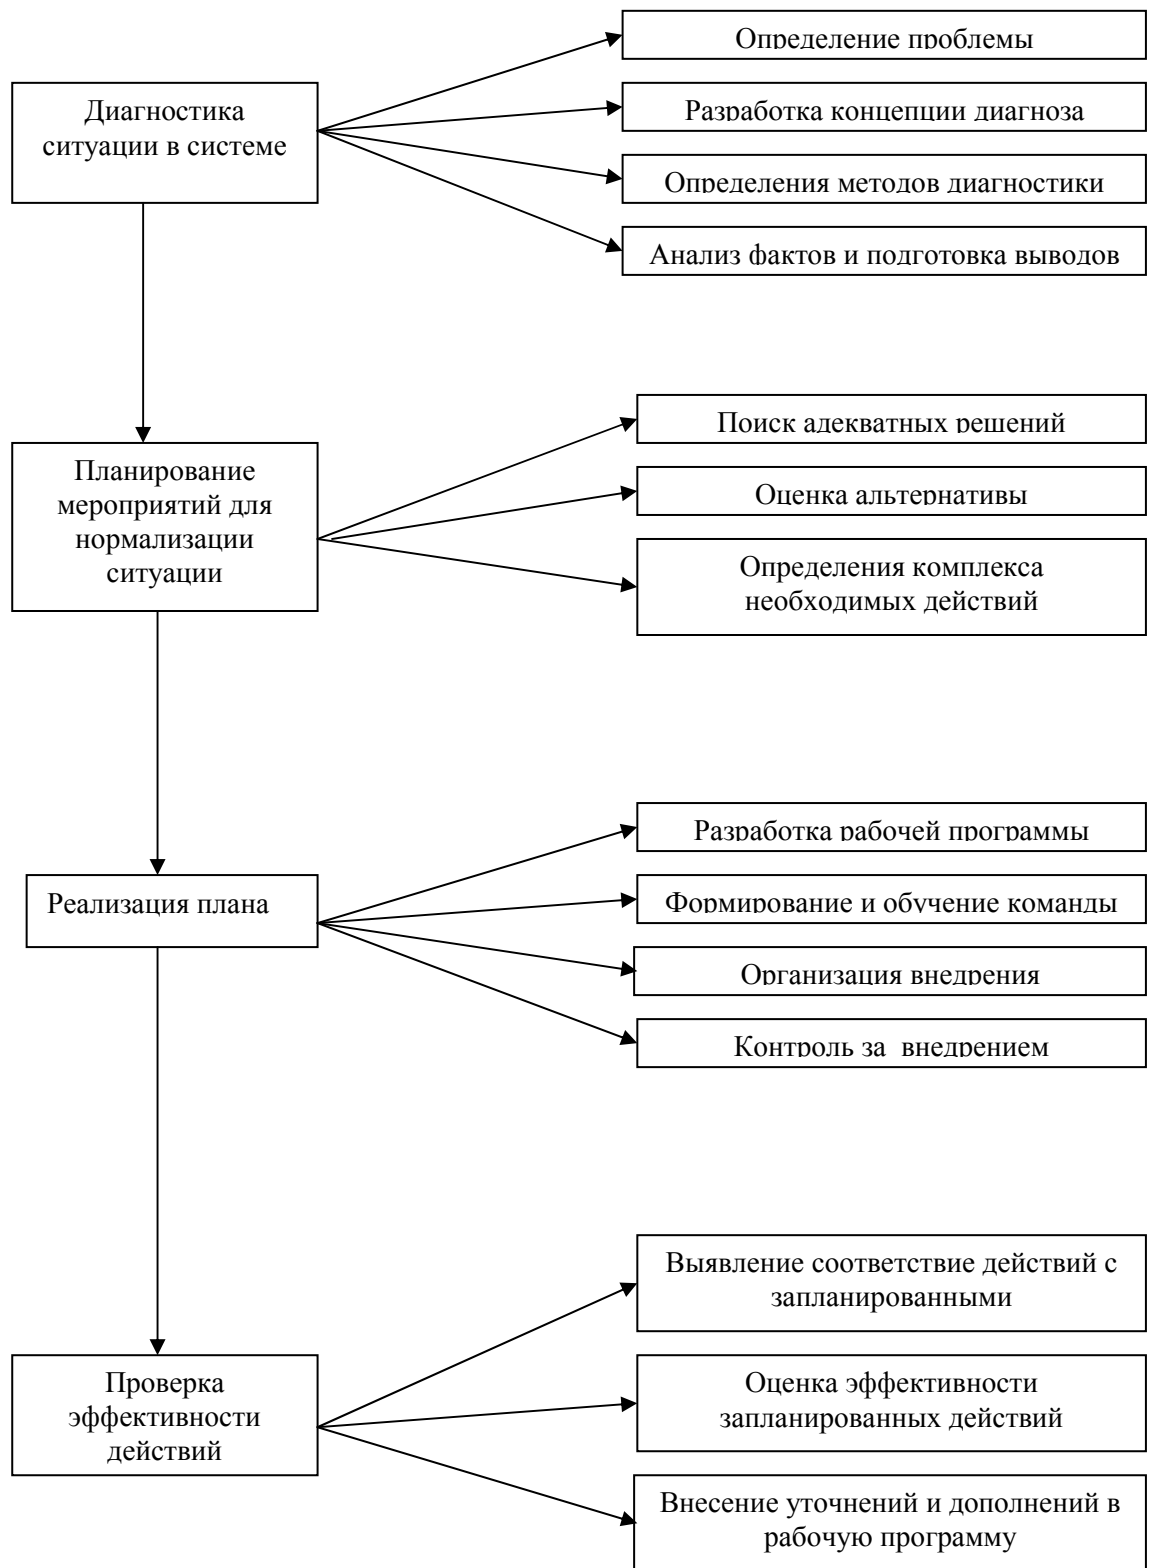 Диагностика
ситуации в системе
Определение проблемы
Разработка концепции диагноза
Определения методов диагностики
Анализ фактов и подготовка выводов
Планирование
мероприятий для
нормализации
ситуации
Поиск адекватных решений
Оценка альтернативы
Определения комплекса
необходимых действий
Реализация плана
Разработка рабочей программы
Формирование и обучение команды
Организация внедрения
Контроль за внедрением
Проверка
эффективности
действий
Выявление соответствие действий с
запланированными
Оценка эффективности
запланированных действий
Внесение уточнений и дополнений в
рабочую программу